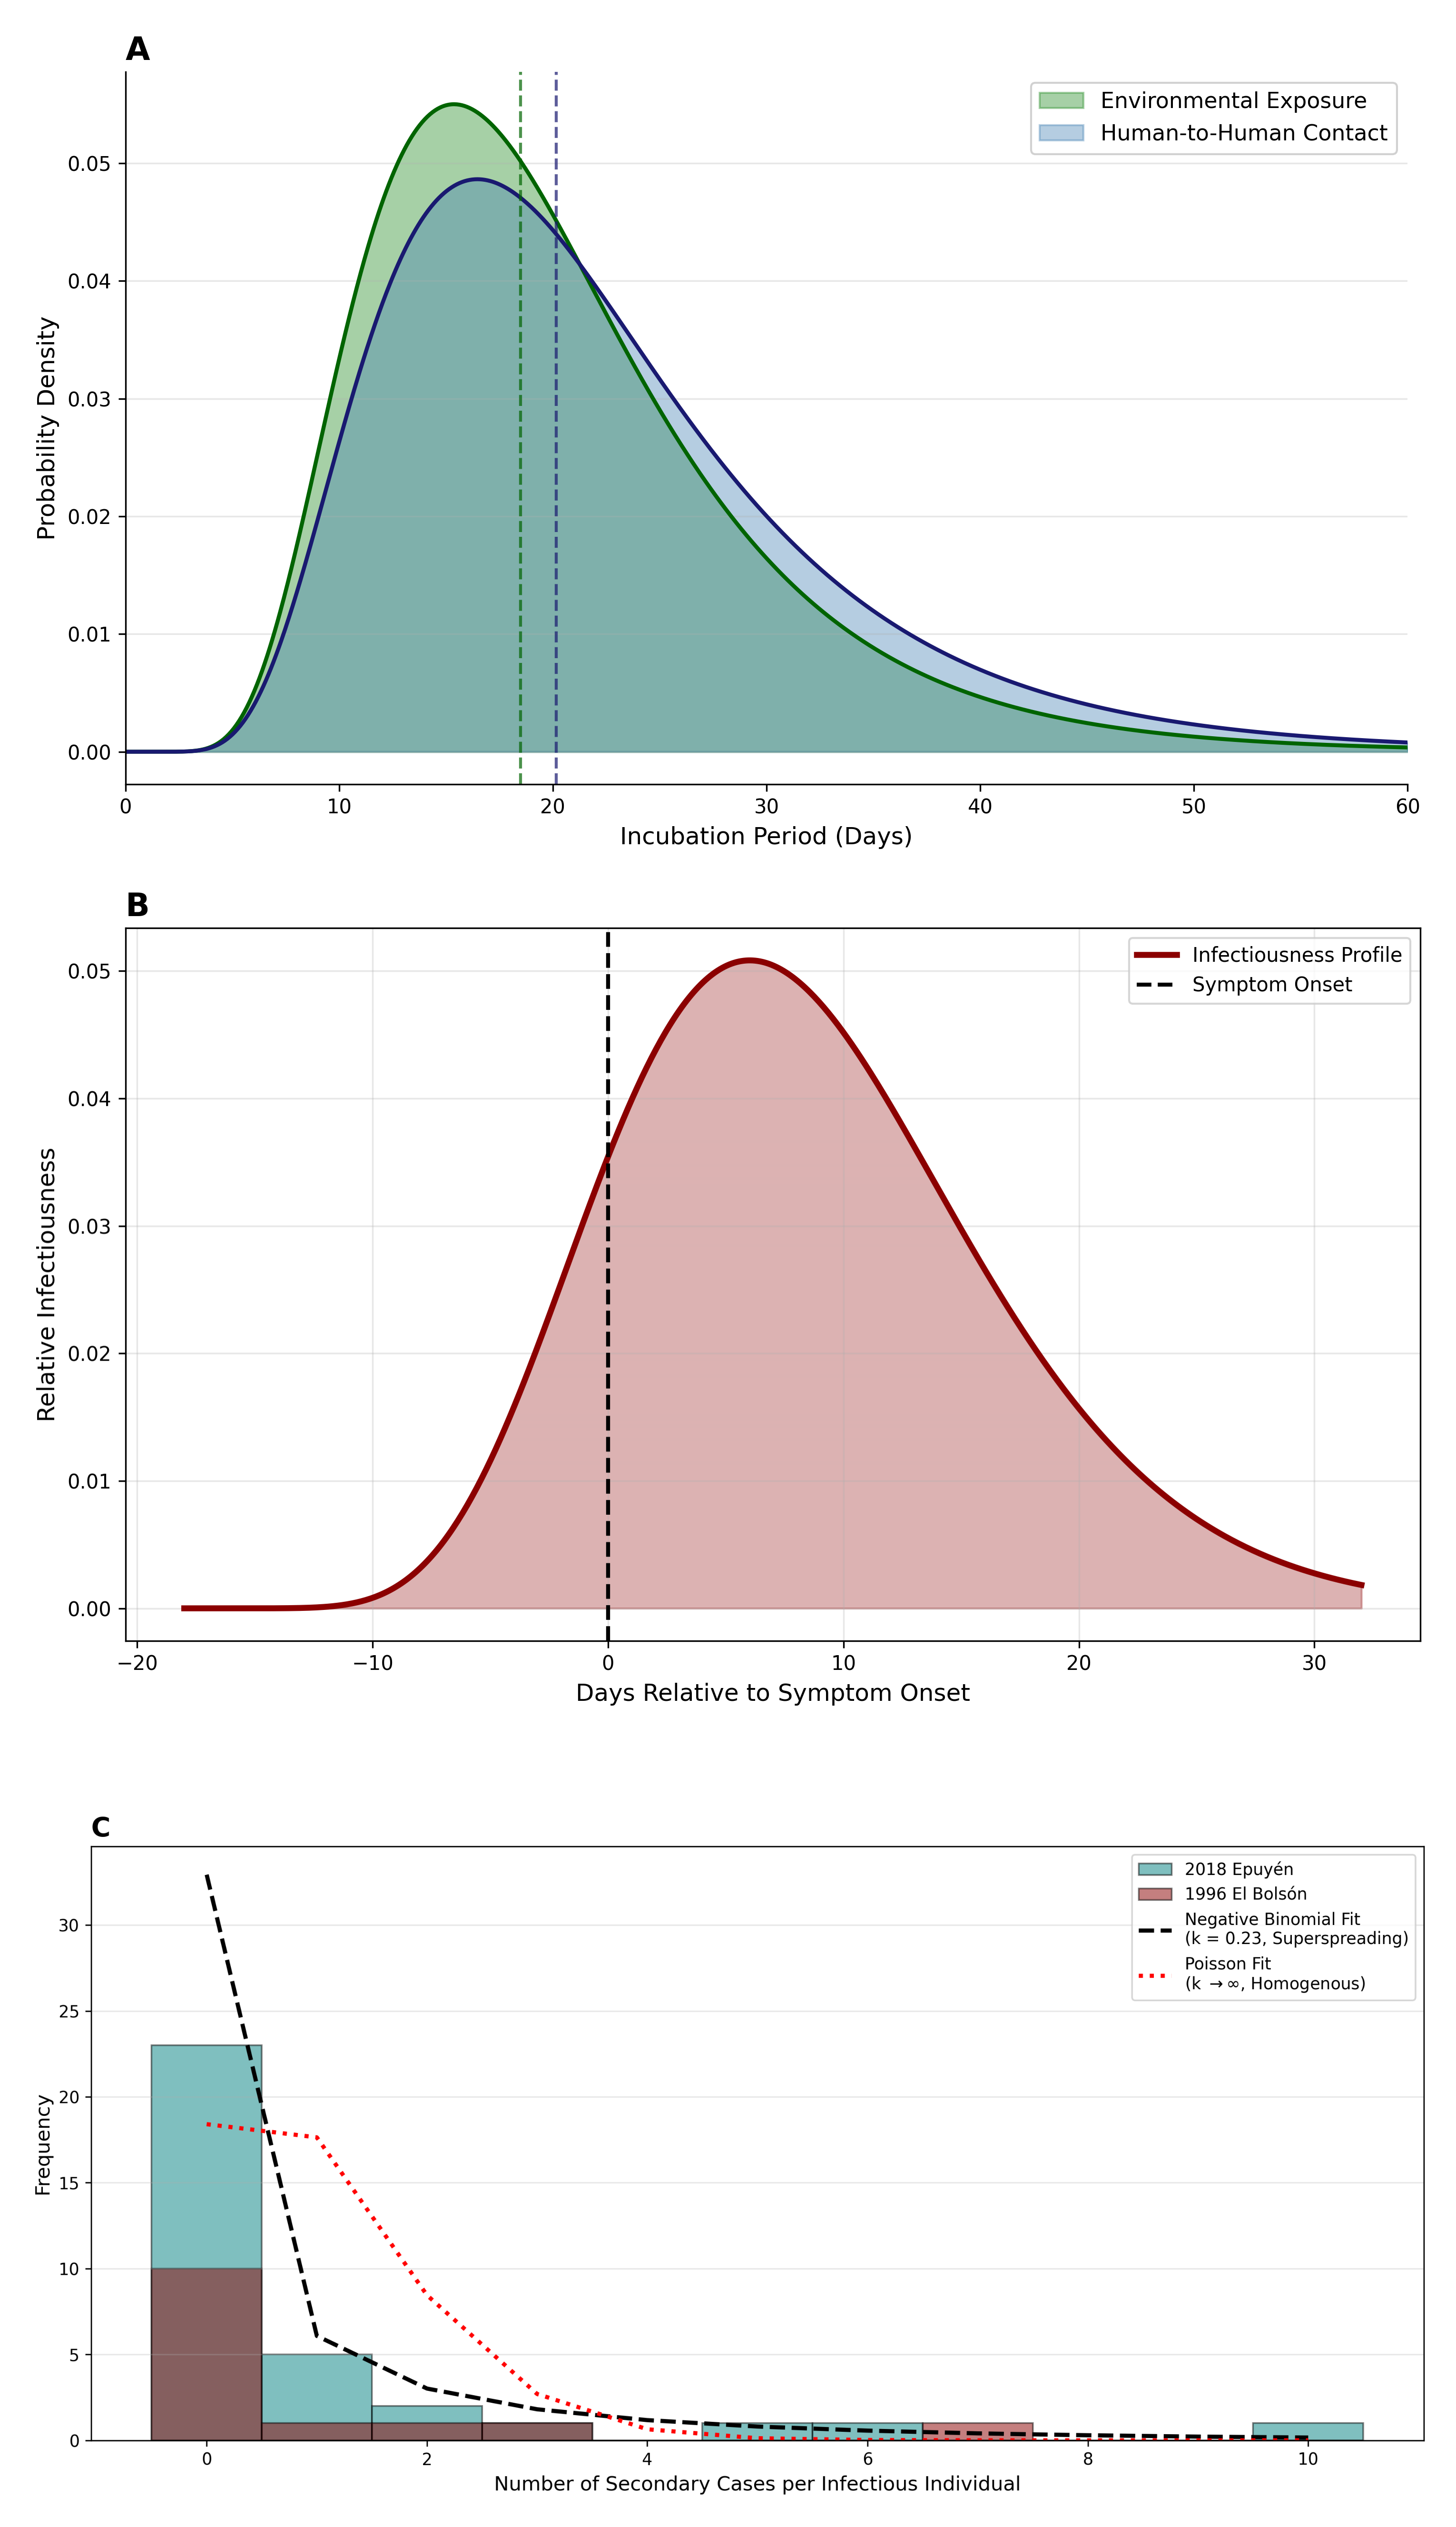 A
Environmental Exposure
Human-to-Human Contact
0.05
0.04
0.03
0.02
0.01
0.00
Probability Density
0 10 20 30 40 50 60
Incubation Period (Days)
B
Infectiousness Profile
Symptom Onset
0.05
0.04
0.03
0.02
0.01
0.00
Relative Infectiousness
−20 −10 0 10 20 30
Days Relative to Symptom Onset
C
2018 Epuyén
1996 El Bolsón
Negative Binomial Fit
(k = 0.23, Superspreading)
Poisson Fit
(k →∞, Homogenous)
30
25
20
15
10
5
0
Frequency
0 2 4 6 8 10
Number of Secondary Cases per Infectious Individual